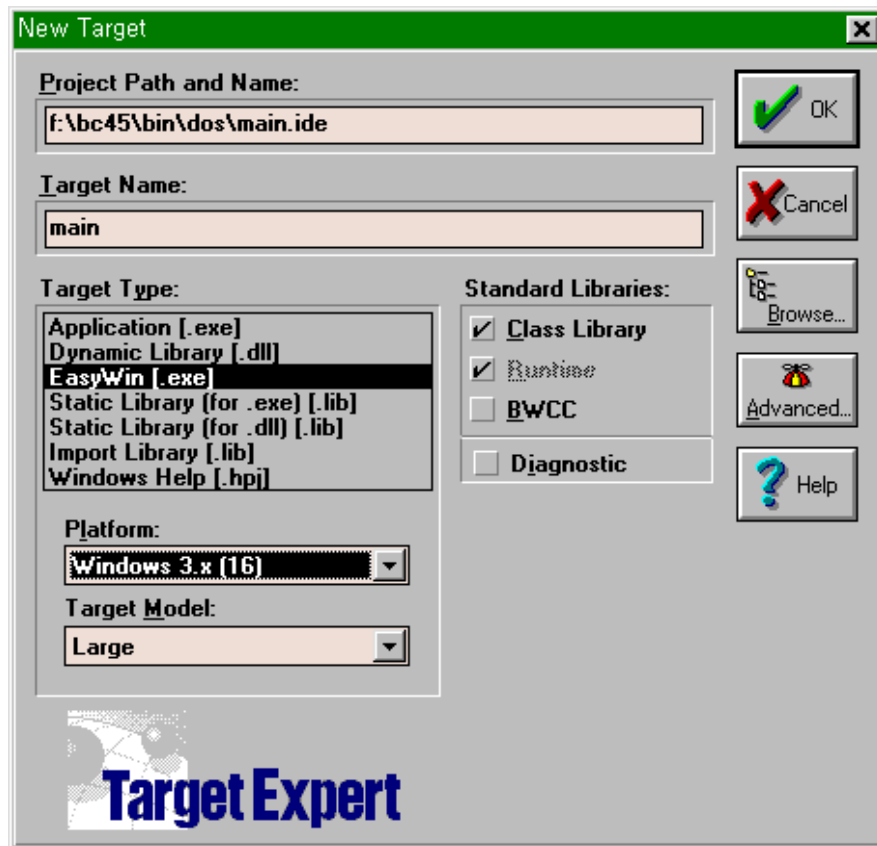 New Target
Project Path and Name:
f:\bc45\bin\dos\main.ide
OK
Target Name:
main
Cancel
Target Type:
Application [.exe]
Dynamic Library [.dll]
EasyWin [.exe]
Static Library (for .exe) [.lib]
Static Library (for .dll) [.lib]
Import Library [.lib]
Windows Help [.hpj]
Platform:
Windows 3.x (16)
Target Model:
Large
Standard Libraries:
Class Library
Runtime
BWCC
Diagnostic
Browse...
Advanced...
Help
Target Expert